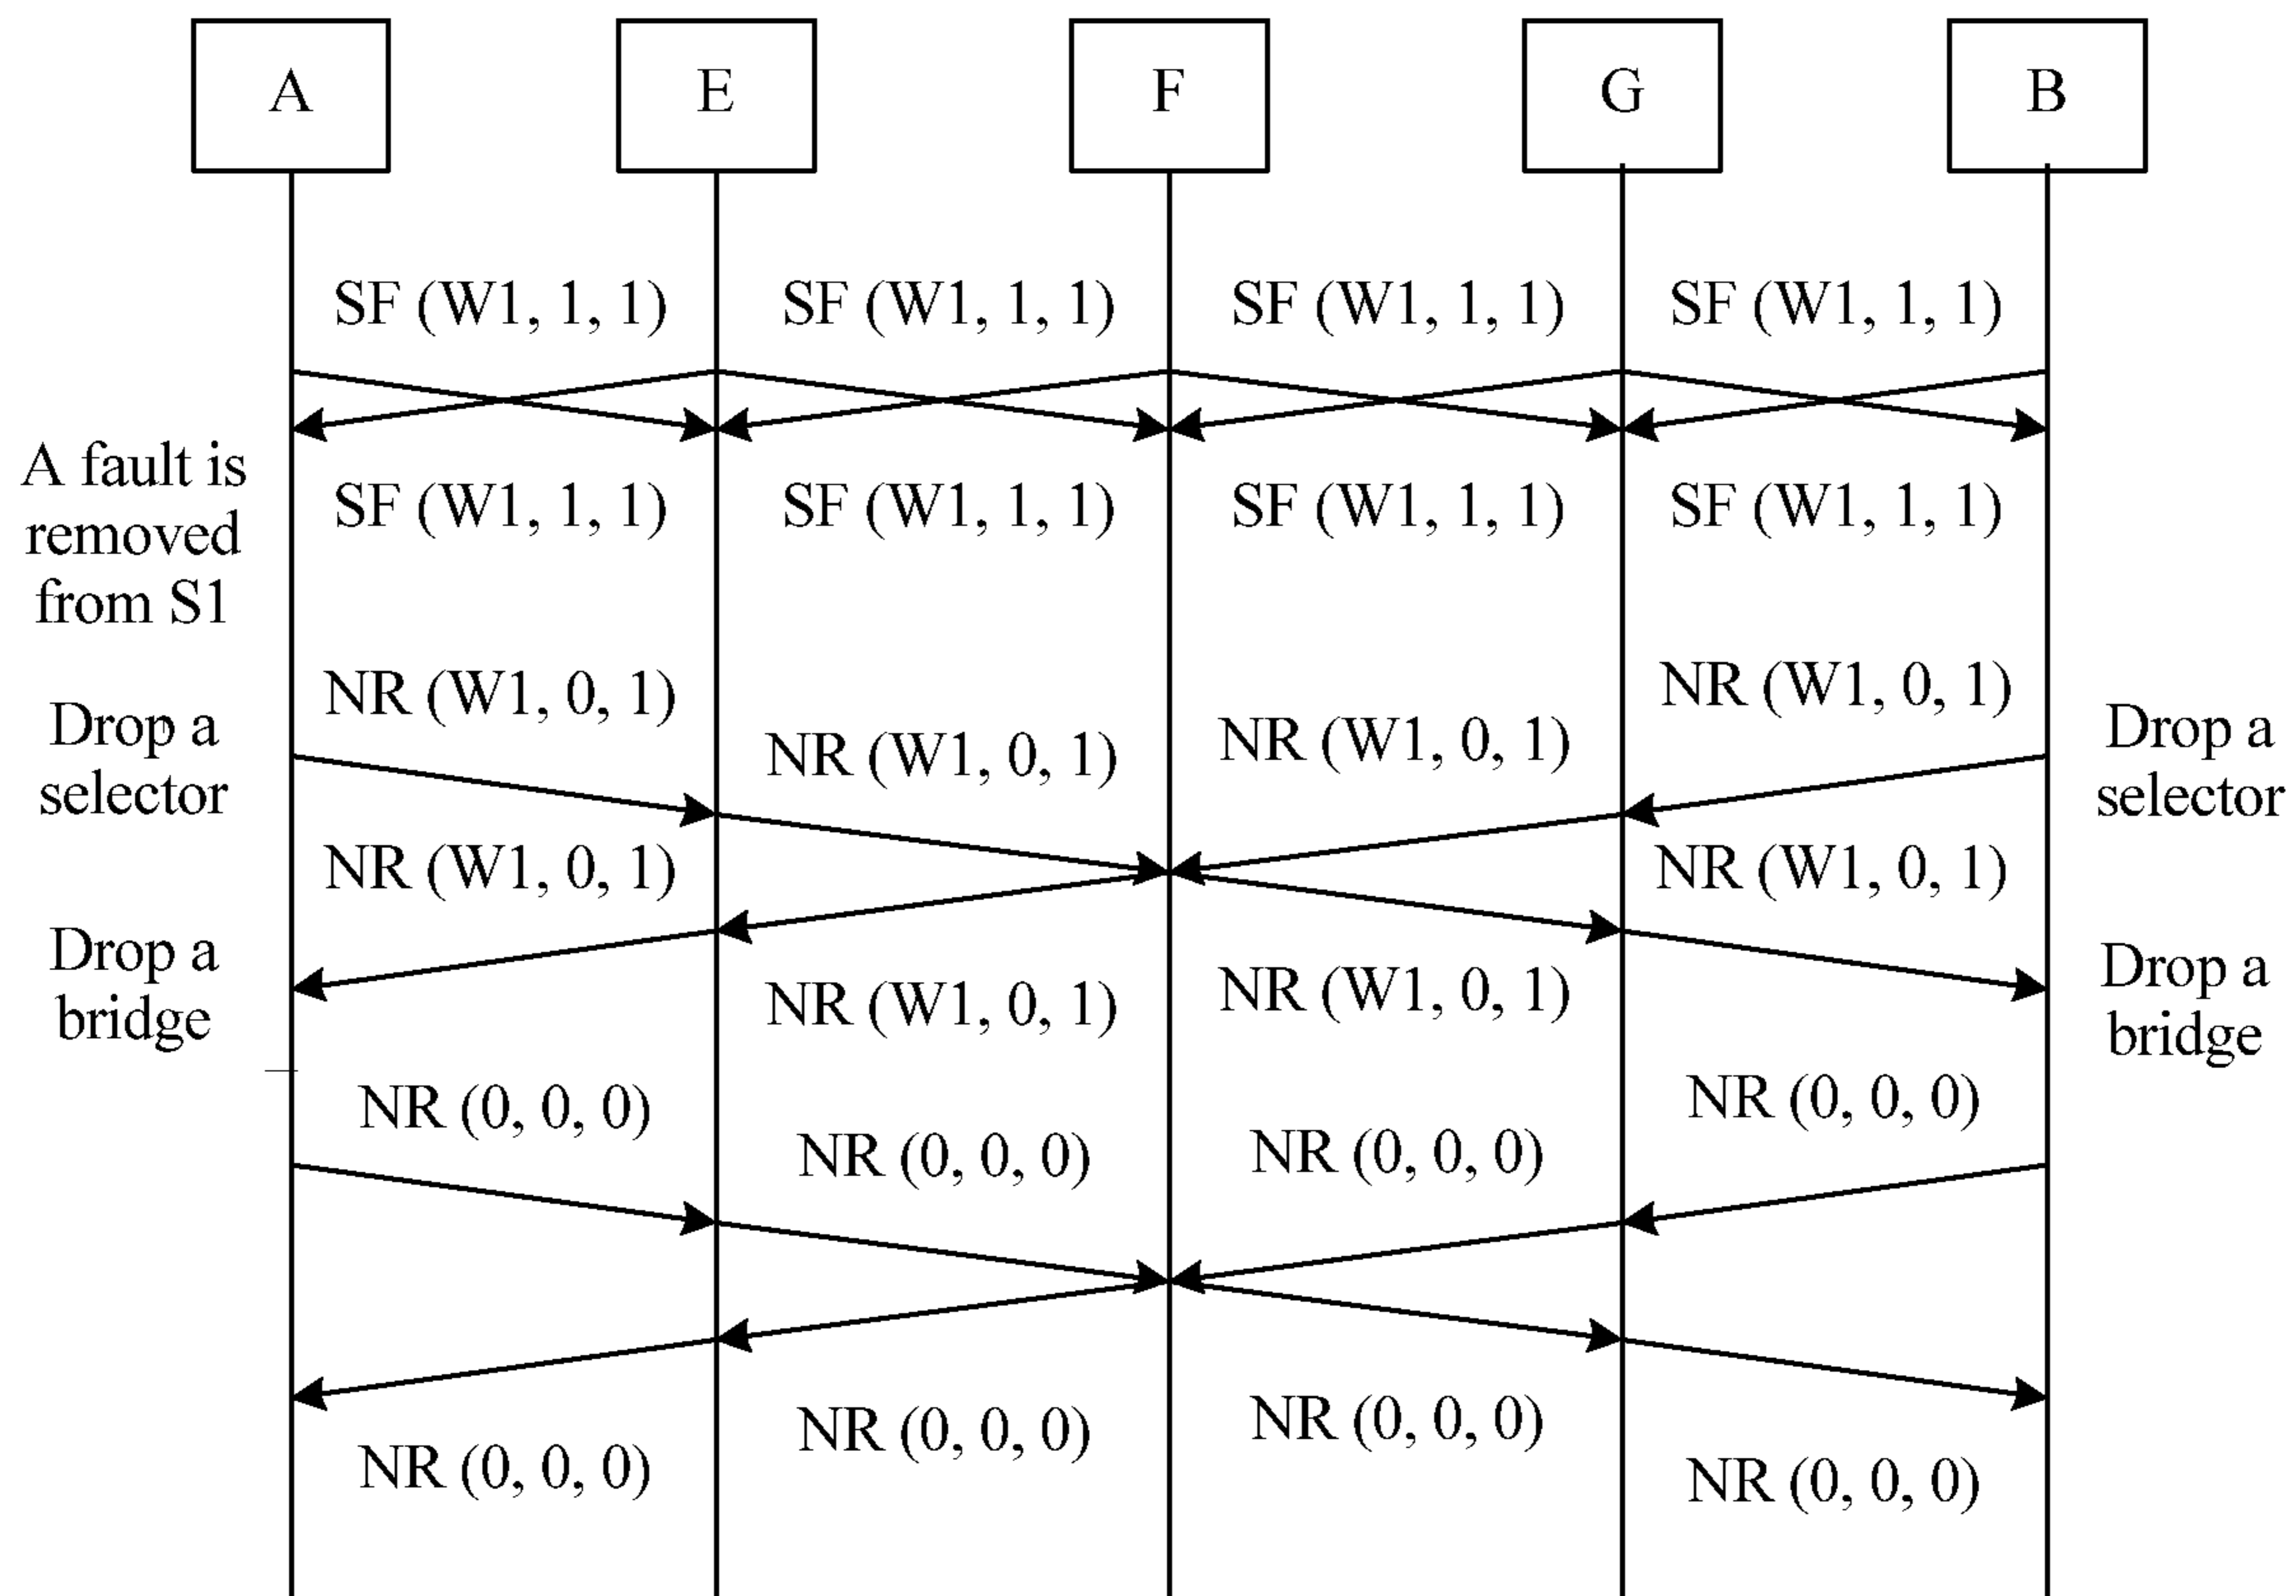 A
E
F
G
B
SF (W1, 1, 1)
SF (W1, 1, 1)
SF (W1, 1, 1)
SF (W1, 1, 1)
A fault is
removed
from S1
SF (W1, 1, 1)
SF (W1, 1, 1)
SF (W1, 1, 1)
SF (W1, 1, 1)
NR (W1, 0, 1)
NR (W1, 0, 1)
NR (W1, 0, 1)
NR (W1, 0, 1)
Drop a
selector
Drop a
selector
NR (W1, 0, 1)
NR (W1, 0, 1)
Drop a
bridge
NR (W1, 0, 1)
NR (W1, 0, 1)
Drop a
bridge
NR (0, 0, 0)
NR (0, 0, 0)
NR (0, 0, 0)
NR (0, 0, 0)
NR (0, 0, 0)
NR (0, 0, 0)
NR (0, 0, 0)
NR (0, 0, 0)